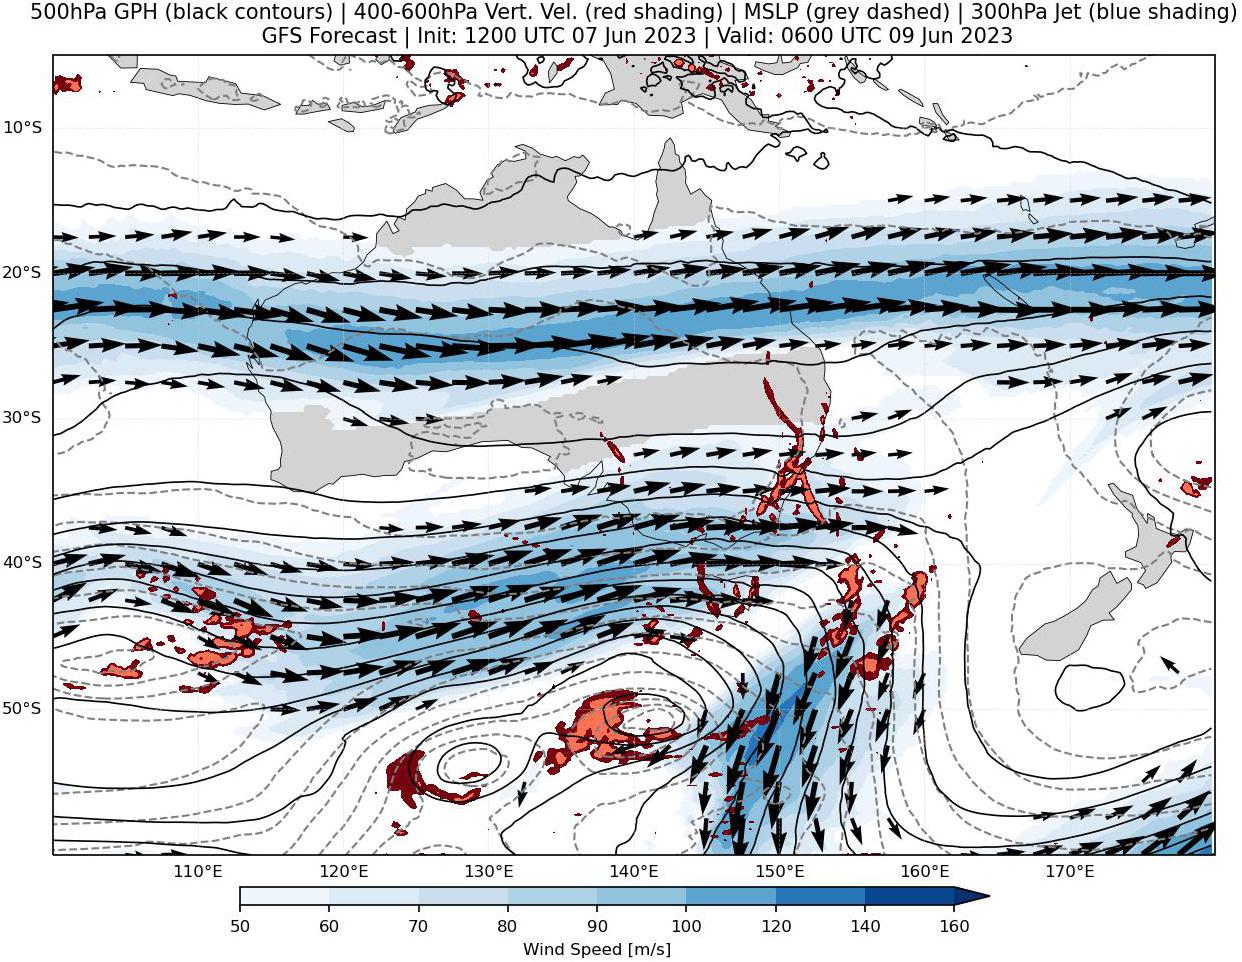 500hPa GPH (black contours) | 400-600hPa Vert. Vel. (red shading) | MSLP (grey dashed) | 300hPa Jet (blue shading)
GFS Forecast | Init: 1200 UTC 07 Jun 2023 | Valid: 0600 UTC 09 Jun 2023
10°S
20°S
30°S
40°S
50°S
110°E 120°E 130°E 140°E 150°E 160°E 170°E
50 60 70 80 90 100 120 140 160
Wind Speed [m/s]